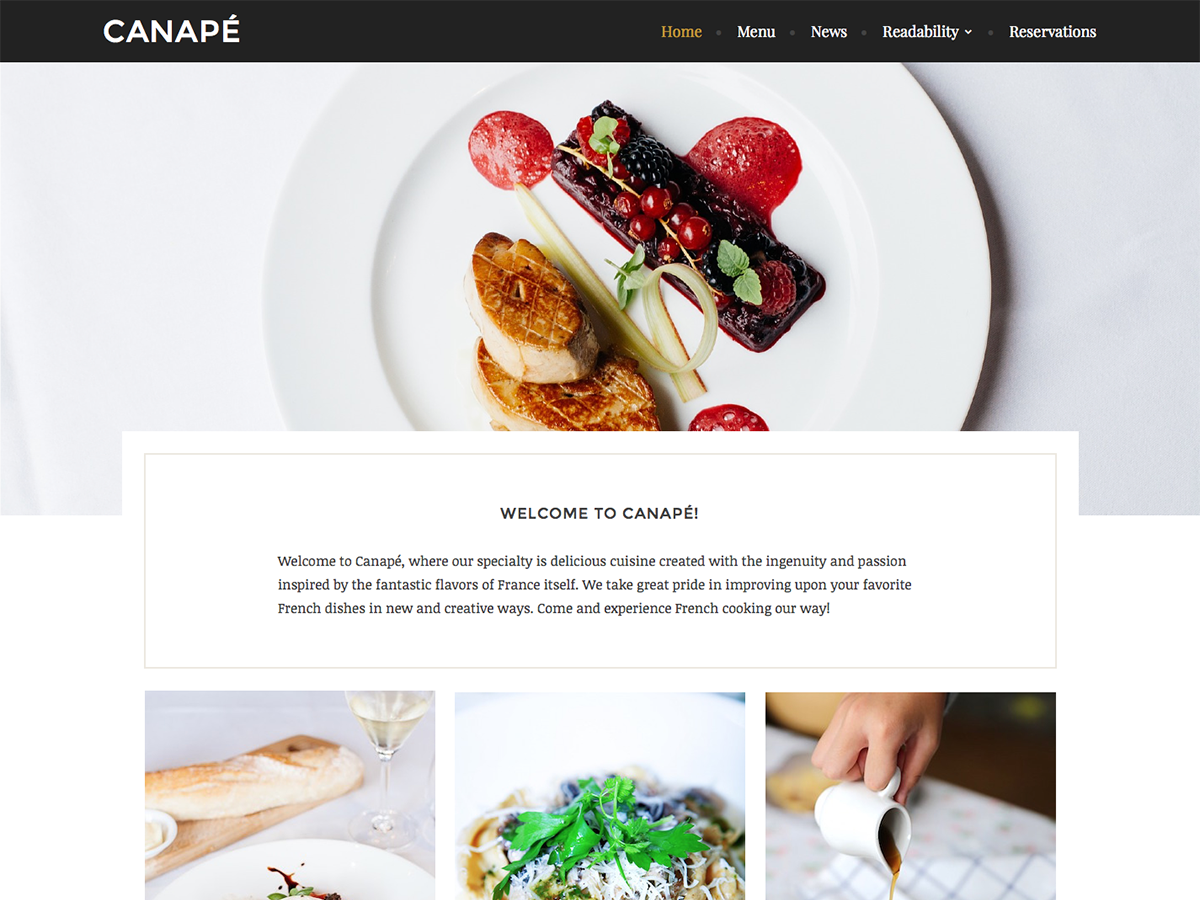 CANAPÉ
Home • Menu • News • Readability • Reservations
WELCOME TO CANAPÉ!
Welcome to Canapé, where our specialty is delicious cuisine created with the ingenuity and passion
inspired by the fantastic flavors of France itself. We take great pride in improving upon your favorite
French dishes in new and creative ways. Come and experience French cooking our way!